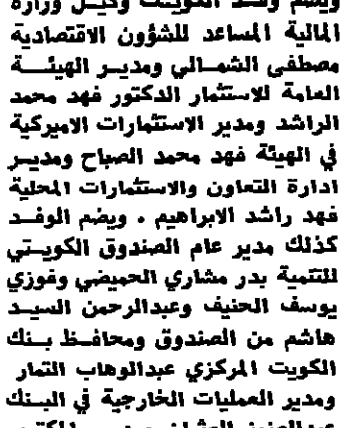 ويضم وفد الكويت وكيل وزارة
المالية المساعد للشؤون الاقتصادية
مصطفى الشمالي ومدير الهيئة
العامة للاستثمار الدكتور فهد محمد
الراشد ومدير الاستثمارات الاميركية
في الهيئة فهد محمد الصباح ومدير
ادارة التعاون والاستثمارات المحلية
فهد راشد الابراهيم . ويضم الوفد
كذلك مدير عام الصندوق الكويتي
للتنمية بدر مشاري الحميضي وفوزي
يوسف الحنيف وعبدالرحمن السيد
هاشم من الصندوق ومحافظ بنك
الكويت المركزي عبدالوهاب التمار
ومدير العمليات الخارجية في البنك